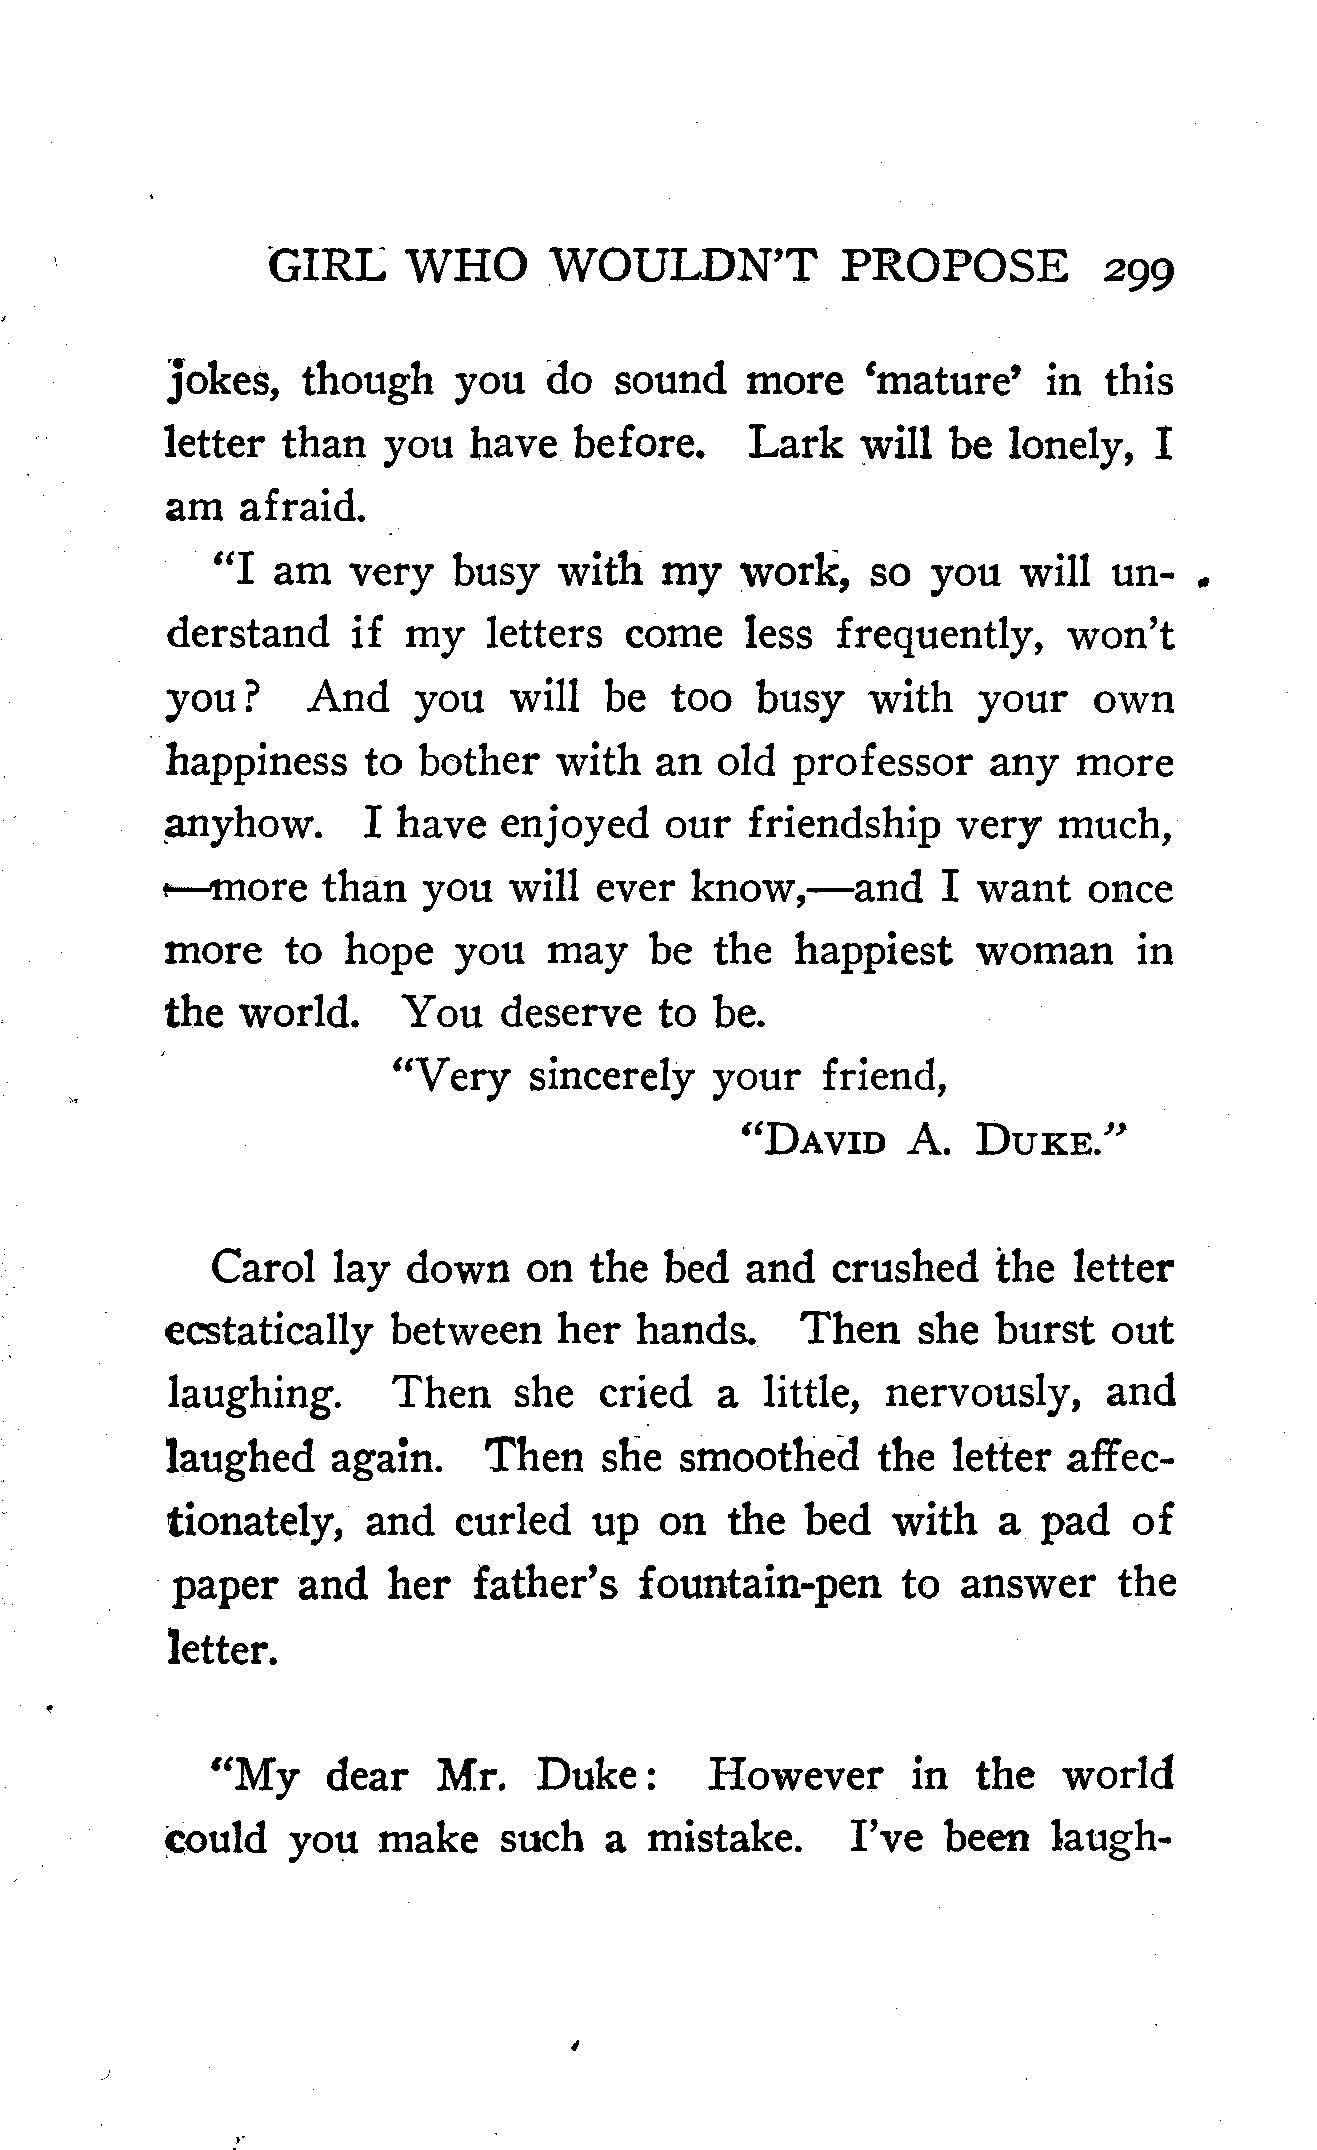 GIRL WHO WOULDN'T PROPOSE 299
jokes, though you do sound more ‘mature’ in this
letter than you have before. Lark will be lonely, I
am afraid.
“I am very busy with my work, so you will un-
derstand if my letters come less frequently, won't
you? And you will be too busy with your own
happiness to bother with an old professor any more
anyhow. I have enjoyed our friendship very much,
—more than you will ever know,—and I want once
more to hope you may be the happiest woman in
the world. You deserve to be.
“Very sincerely your friend,
“DAVID A. DUKE.”
Carol lay down on the bed and crushed the letter
ecstatically between her hands. Then she burst out
laughing. Then she cried a little, nervously, and
laughed again. Then she smoothed the letter affec-
tionately, and curled up on the bed with a pad of
paper and her father's fountain-pen to answer the
letter.
“My dear Mr. Duke: However in the world
could you make such a mistake. I've been laugh-